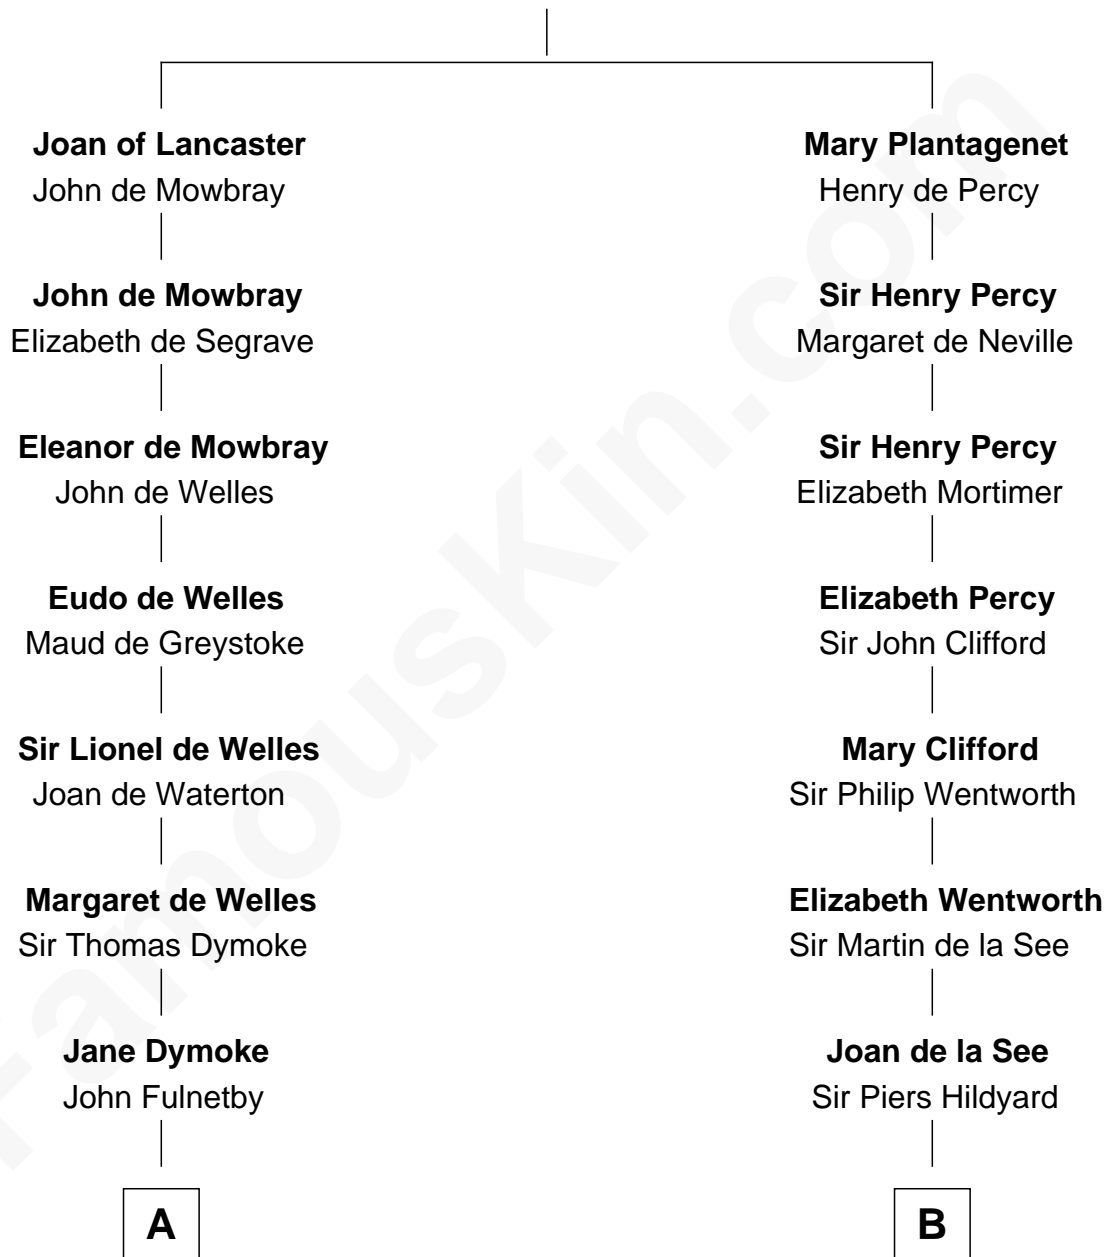 Joan of Lancaster
John de Mowbray
John de Mowbray
Elizabeth de Segrave
Eleanor de Mowbray
John de Welles
Eudo de Welles
Maud de Greystoke
Sir Lionel de Welles
Joan de Waterton
Margaret de Welles
Sir Thomas Dymoke
Jane Dymoke
John Fulnetby
A
Mary Plantagenet
Henry de Percy
Sir Henry Percy
Margaret de Neville
Sir Henry Percy
Elizabeth Mortimer
Elizabeth Percy
Sir John Clifford
Mary Clifford
Sir Philip Wentworth
Elizabeth Wentworth
Sir Martin de la See
Joan de la See
Sir Piers Hildyard
B
FamousKin.com